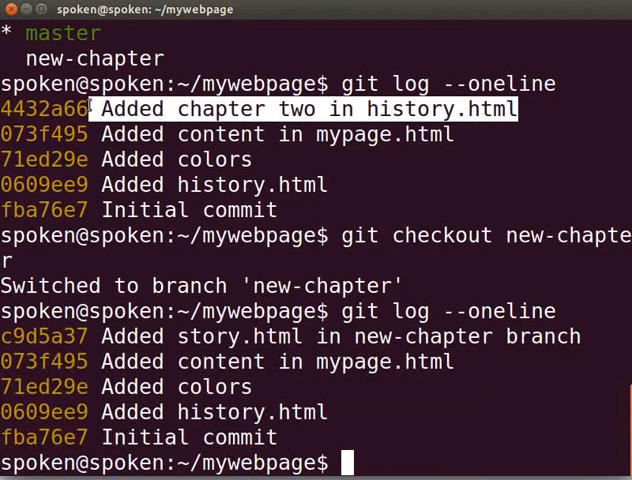 spoken@spoken: ~/mywebpage
* master
new-chapter
spoken@spoken:~/mywebpage$ git log --oneline
4432a66 Added chapter two in history.html
073f495 Added content in mypage.html
71ed29e Added colors
0609ee9 Added history.html
fba76e7 Initial commit
spoken@spoken:~/mywebpage$ git checkout new-chapte
r
Switched to branch 'new-chapter'
spoken@spoken:~/mywebpage$ git log --oneline
c9d5a37 Added story.html in new-chapter branch
073f495 Added content in mypage.html
71ed29e Added colors
0609ee9 Added history.html
fba76e7 Initial commit
spoken@spoken:~/mywebpage$